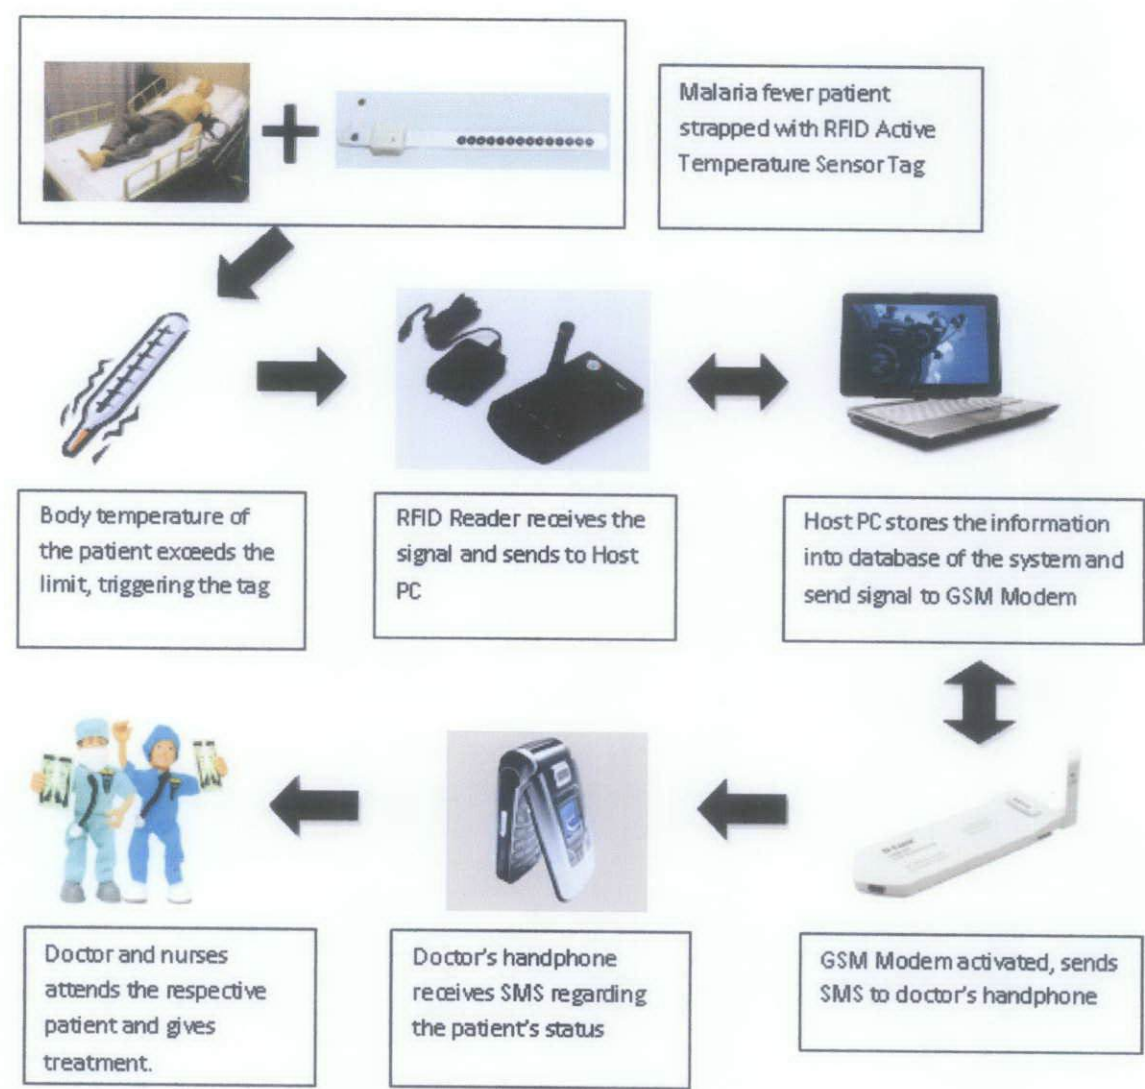 Malaria fever patient
strapped with RFID Active
Temperature Sensor Tag
Body temperature of
the patient exceeds the
limit, triggering the tag
RFID Reader receives the
signal and sends to Host
PC
Host PC stores the information
into database of the system and
send signal to GSM Modem
Doctor and nurses
attends the respective
patient and gives
treatment.
Doctor's handphone
receives SMS regarding
the patient's status
GSM Modem activated, sends
SMS to doctor's handphone